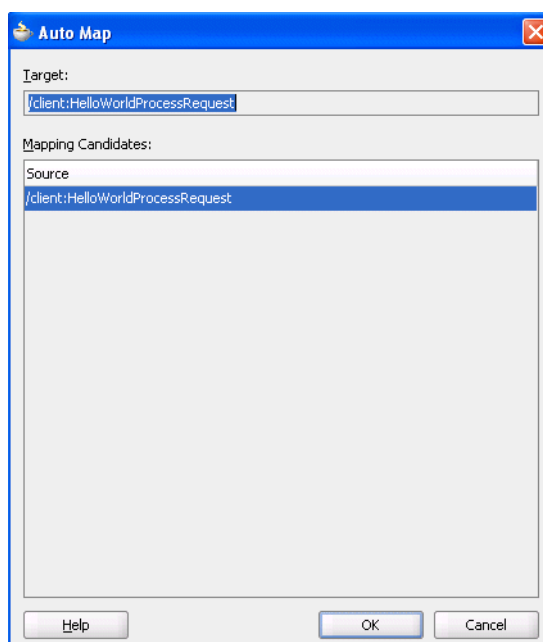 Auto Map
Target:
/client:HelloWorldProcessRequest
Mapping Candidates:
Source
/client:HelloWorldProcessRequest
Help
OK
Cancel